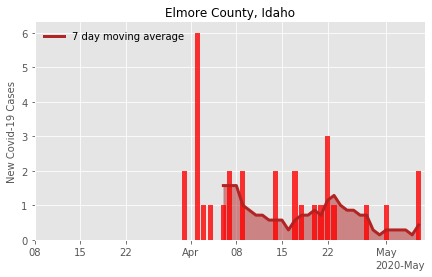 Elmore County, Idaho
7 day moving average
New Covid-19 Cases
6
5
4
3
2
1
0
08 15 22 Apr 08 15 22 May
2020-May